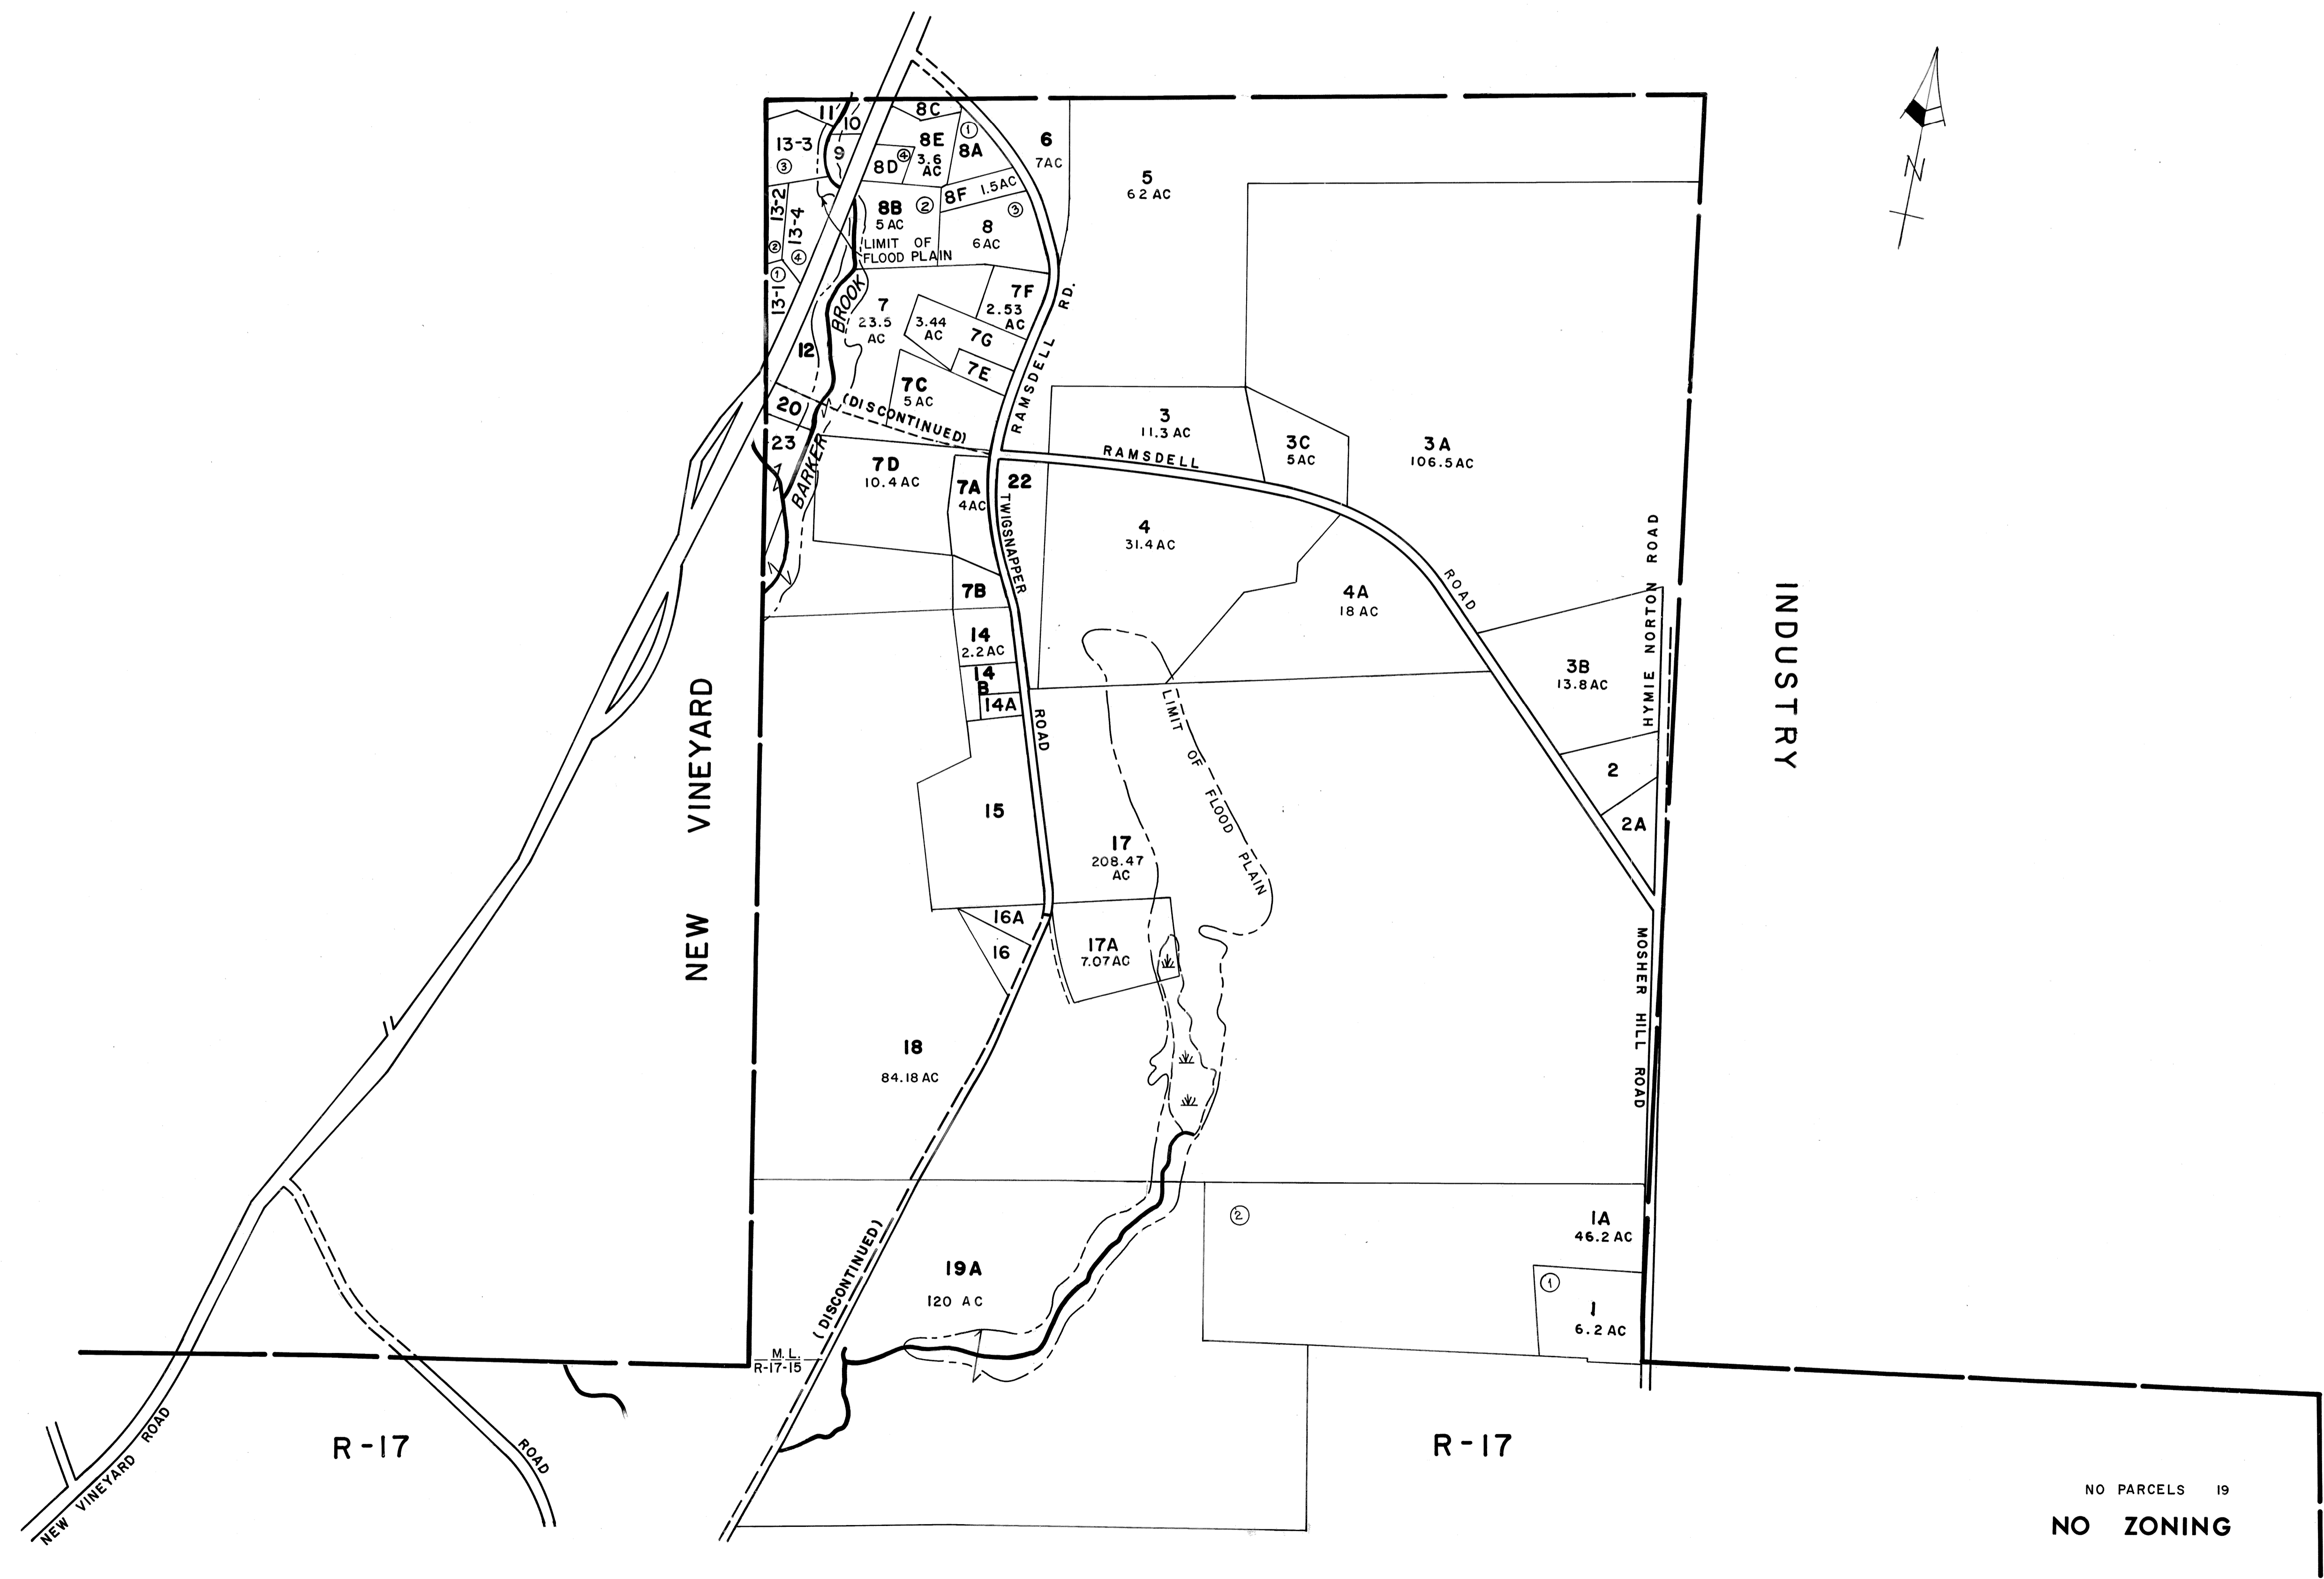 11
10
8C
13-3
③
9
8E
3.6
AC
①
8A
8D
④
6
7AC
5
62 AC
8F 1.5AC
③
13-2
②
13-4
④
13-1
①
8B
②
5 AC
8
6 AC
LIMIT OF
FLOOD PLAIN
N
7
23.5
AC
3.44
AC
7G
7F
2.53
AC
7E
12
BROOK
BARKER
RAMSDELL RD.
7C
5 AC
(DISCONTINUED)
20
23
3
11.3 AC
3C
5AC
3A
106.5AC
RAMSDELL
ROAD
7D
10.4 AC
7A
4AC
22
TWIGSNAPPER
ROAD
4
31.4 AC
4A
18 AC
7B
14
2.2 AC
14
B
14A
HYMIE NORTON ROAD
INDUSTRY
3B
13.8 AC
2
2A
NEW VINEYARD
LIMIT OF FLOOD PLAIN
15
17
208.47
AC
16A
16
17A
7.07AC
MOSHER HILL ROAD
18
84.18 AC
②
1A
46.2 AC
①
1
6.2 AC
19A
120 AC
(DISCONTINUED)
M. L.
R-17-15
R-17
R-17
NEW VINEYARD ROAD
ROAD
NO PARCELS 19
NO ZONING